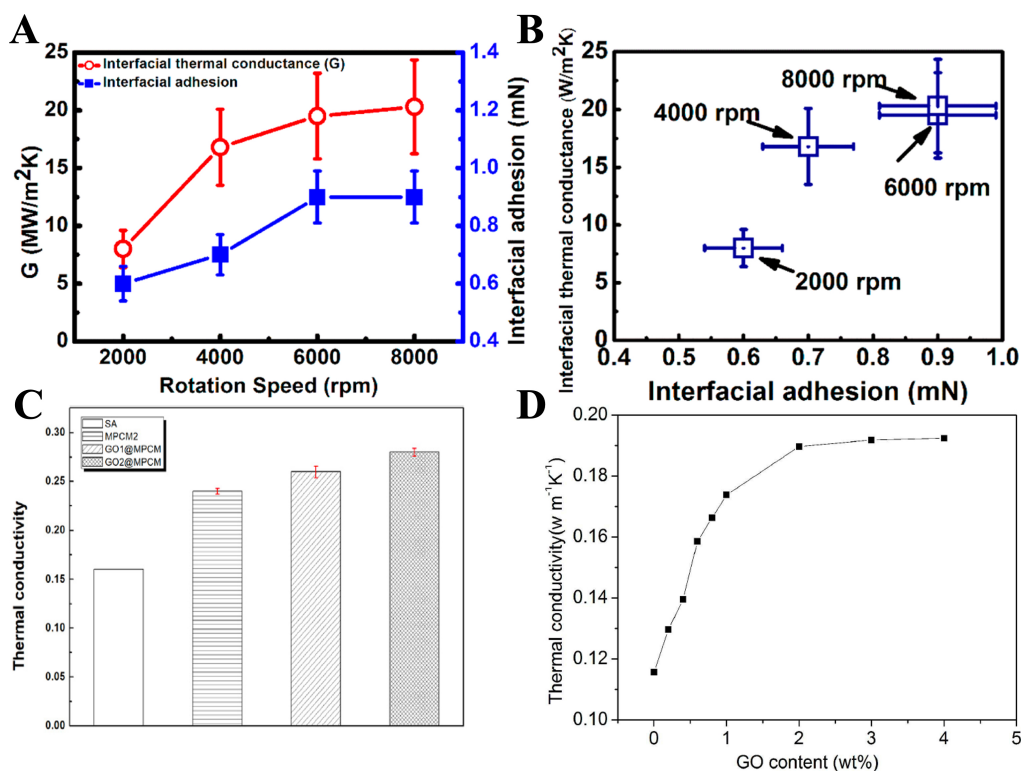 A
Interfacial thermal conductance (G)
Interfacial adhesion
25
20
15
10
5
0
G (MW/m²K)
1.4
1.2
1.0
0.8
0.6
0.4
Interfacial adhesion (mN)
2000 4000 6000 8000
Rotation Speed (rpm)
B
25
20
15
10
5
0
Interfacial thermal conductance (W/m²K)
8000 rpm
4000 rpm
6000 rpm
2000 rpm
0.4 0.5 0.6 0.7 0.8 0.9 1.0
Interfacial adhesion (mN)
C
SA
MPCM2
GO1@MPCM
GO2@MPCM
0.30
0.25
0.20
0.15
0.10
0.05
0.00
Thermal conductivity
D
0.20
0.18
0.16
0.14
0.12
0.10
Thermal conductivity(w m⁻¹K⁻¹)
0 1 2 3 4 5
GO content (wt%)